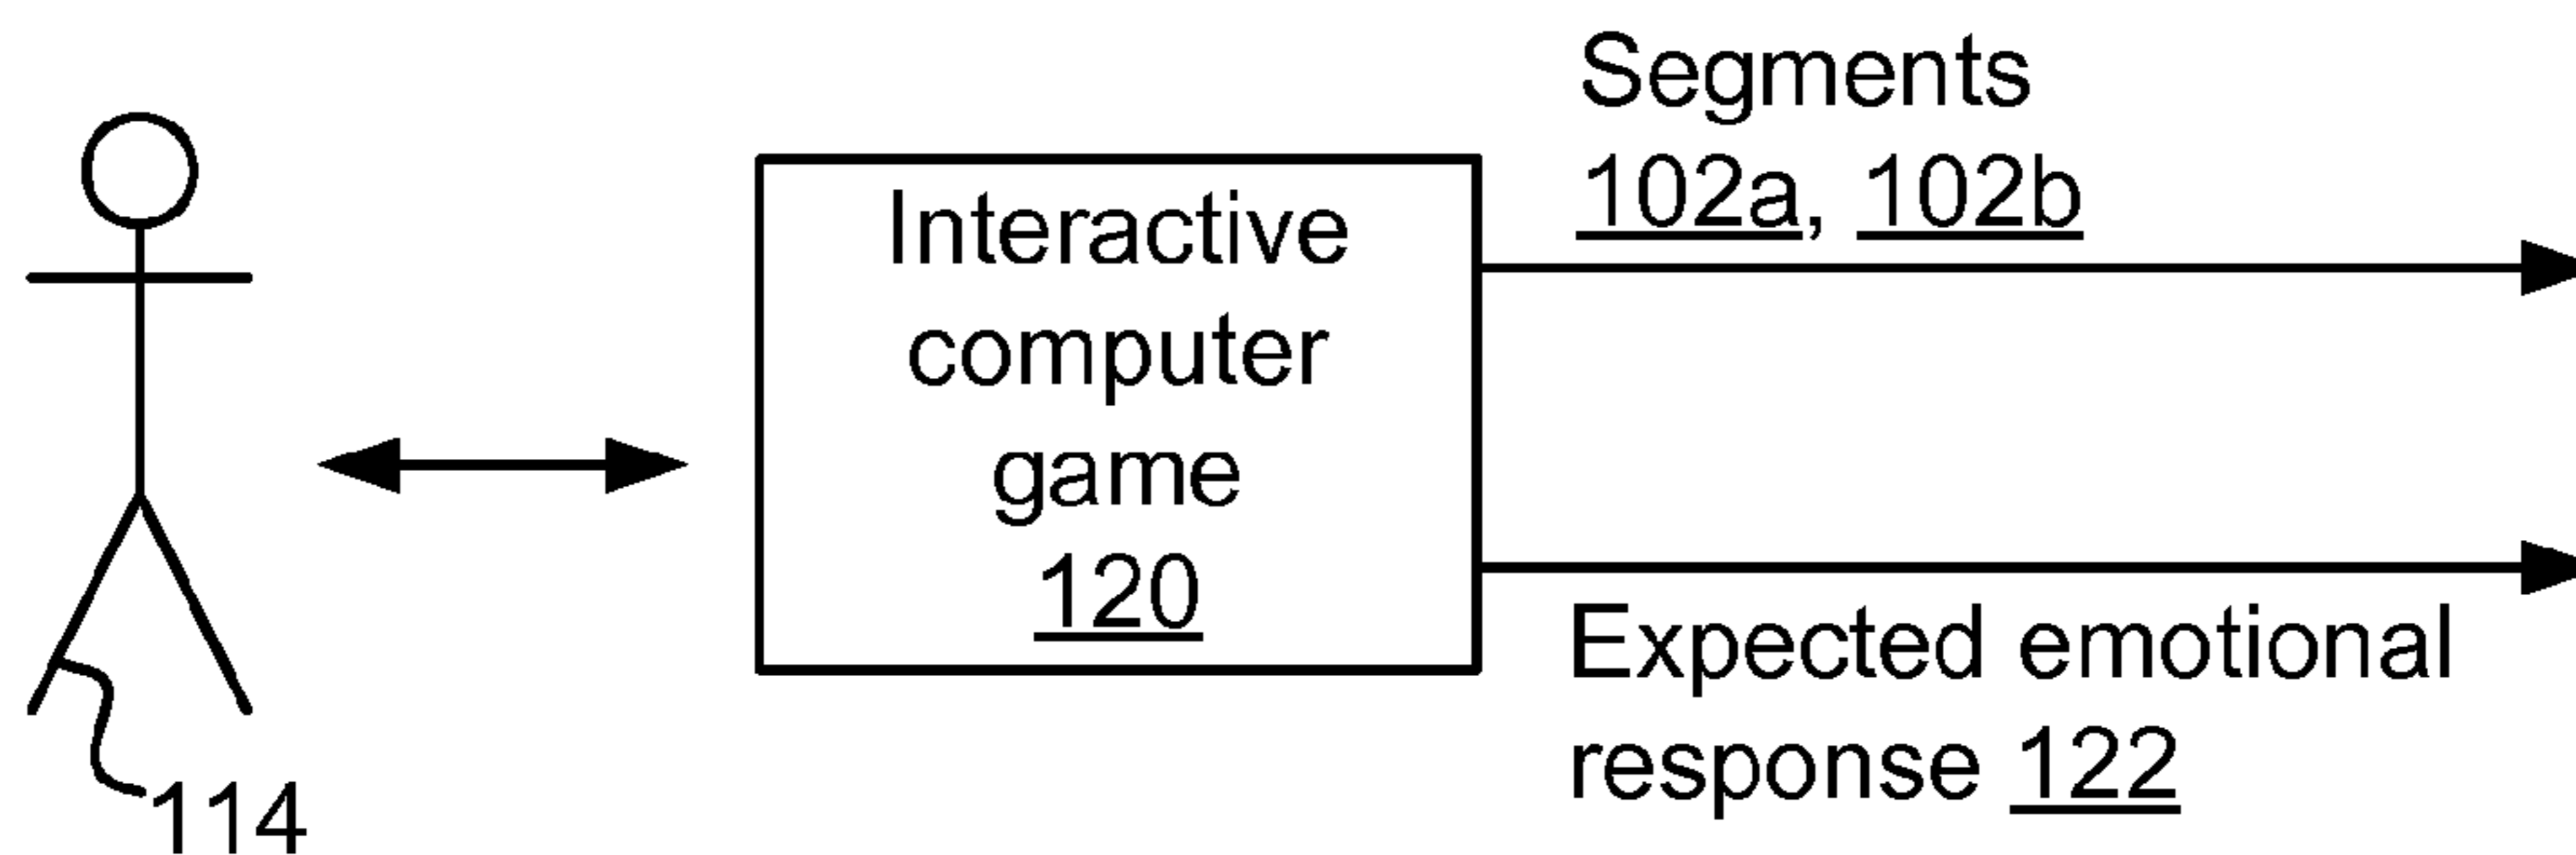 Segments
102a, 102b
Interactive
computer
game
120
Expected emotional
response 122
114